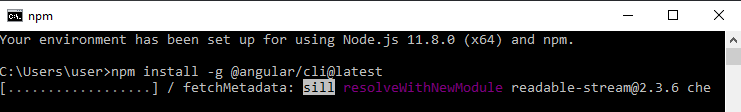 npm
Your environment has been set up for using Node.js 11.8.0 (x64) and npm.
C:\Users\user>npm install -g @angular/cli@latest
[..................] / fetchMetadata: sill resolveWithNewModule readable-stream@2.3.6 che